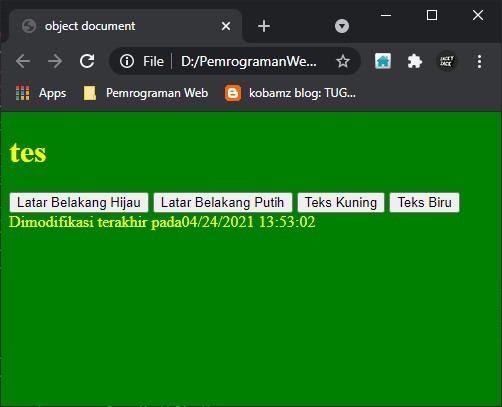 object document
File D:/PemrogramanWe...
Apps Pemrograman Web kobamz blog: TUG...
tes
Latar Belakang Hijau Latar Belakang Putih Teks Kuning Teks Biru
Dimodifikasi terakhir pada04/24/2021 13:53:02